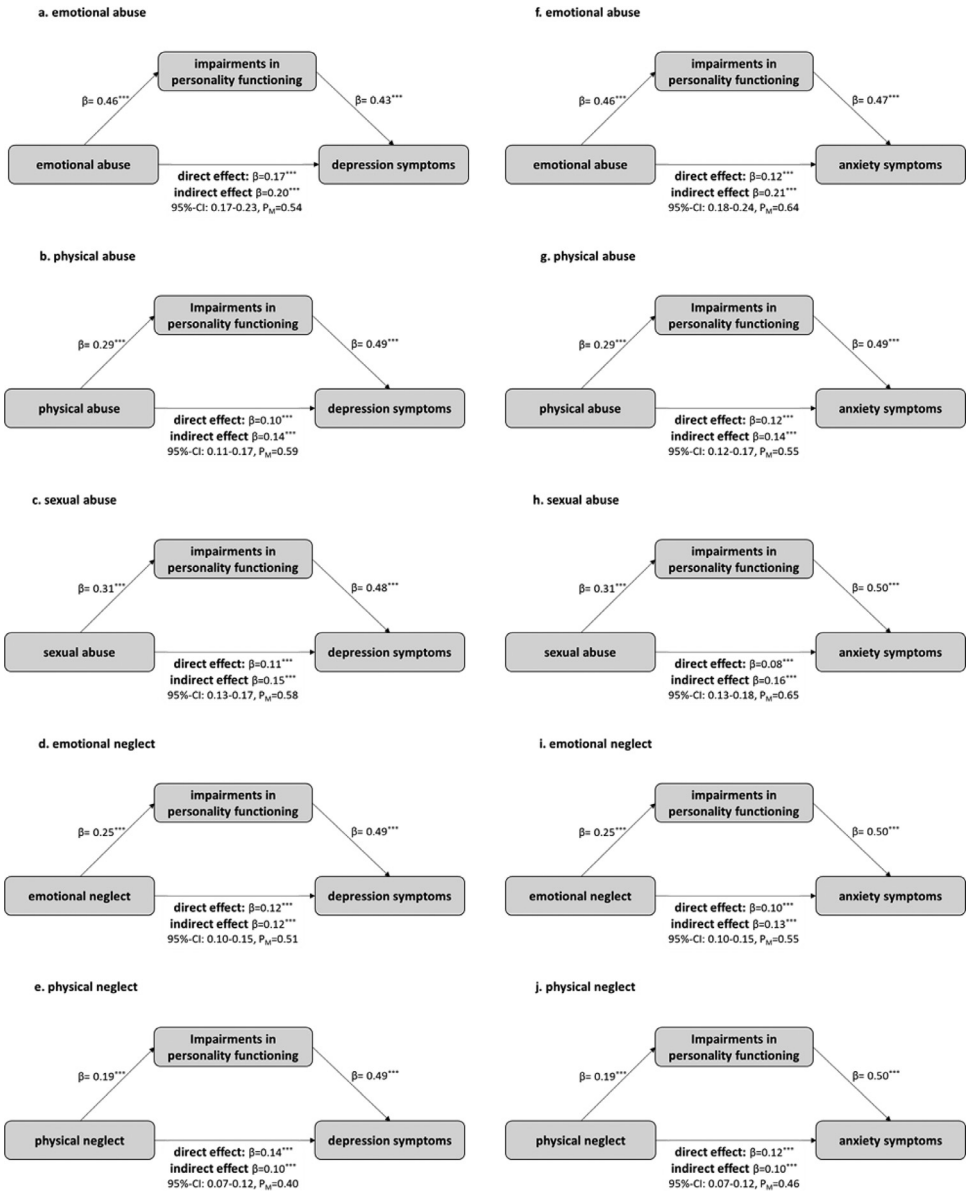 a. emotional abuse
impairments in
personality functioning
β= 0.46***
β= 0.43***
emotional abuse
depression symptoms
direct effect: β=0.17***
indirect effect β=0.20***
95%-CI: 0.17-0.23, PM=0.54
f. emotional abuse
impairments in
personality functioning
β= 0.46***
β= 0.47***
emotional abuse
anxiety symptoms
direct effect: β=0.12***
indirect effect β=0.21***
95%-CI: 0.18-0.24, PM=0.64
b. physical abuse
Impairments in
personality functioning
β= 0.29***
β= 0.49***
physical abuse
depression symptoms
direct effect: β=0.10***
indirect effect β=0.14***
95%-CI: 0.11-0.17, PM=0.59
g. physical abuse
Impairments in
personality functioning
β= 0.29***
β= 0.49***
physical abuse
anxiety symptoms
direct effect: β=0.12***
indirect effect β=0.14***
95%-CI: 0.12-0.17, PM=0.55
c. sexual abuse
impairments in
personality functioning
β= 0.31***
β= 0.48***
sexual abuse
depression symptoms
direct effect: β=0.11***
indirect effect β=0.15***
95%-CI: 0.13-0.17, PM=0.58
h. sexual abuse
impairments in
personality functioning
β= 0.31***
β= 0.50***
sexual abuse
anxiety symptoms
direct effect: β=0.08***
indirect effect β=0.16***
95%-CI: 0.13-0.18, PM=0.65
d. emotional neglect
impairments in
personality functioning
β= 0.25***
β= 0.49***
emotional neglect
depression symptoms
direct effect: β=0.12***
indirect effect β=0.12***
95%-CI: 0.10-0.15, PM=0.51
i. emotional neglect
impairments in
personality functioning
β= 0.25***
β= 0.50***
emotional neglect
anxiety symptoms
direct effect: β=0.10***
indirect effect β=0.13***
95%-CI: 0.10-0.15, PM=0.55
e. physical neglect
Impairments in
personality functioning
β= 0.19***
β= 0.49***
physical neglect
depression symptoms
direct effect: β=0.14***
indirect effect β=0.10***
95%-CI: 0.07-0.12, PM=0.40
j. physical neglect
Impairments in
personality functioning
β= 0.19***
β= 0.50***
physical neglect
anxiety symptoms
direct effect: β=0.12***
indirect effect β=0.10***
95%-CI: 0.07-0.12, PM=0.46